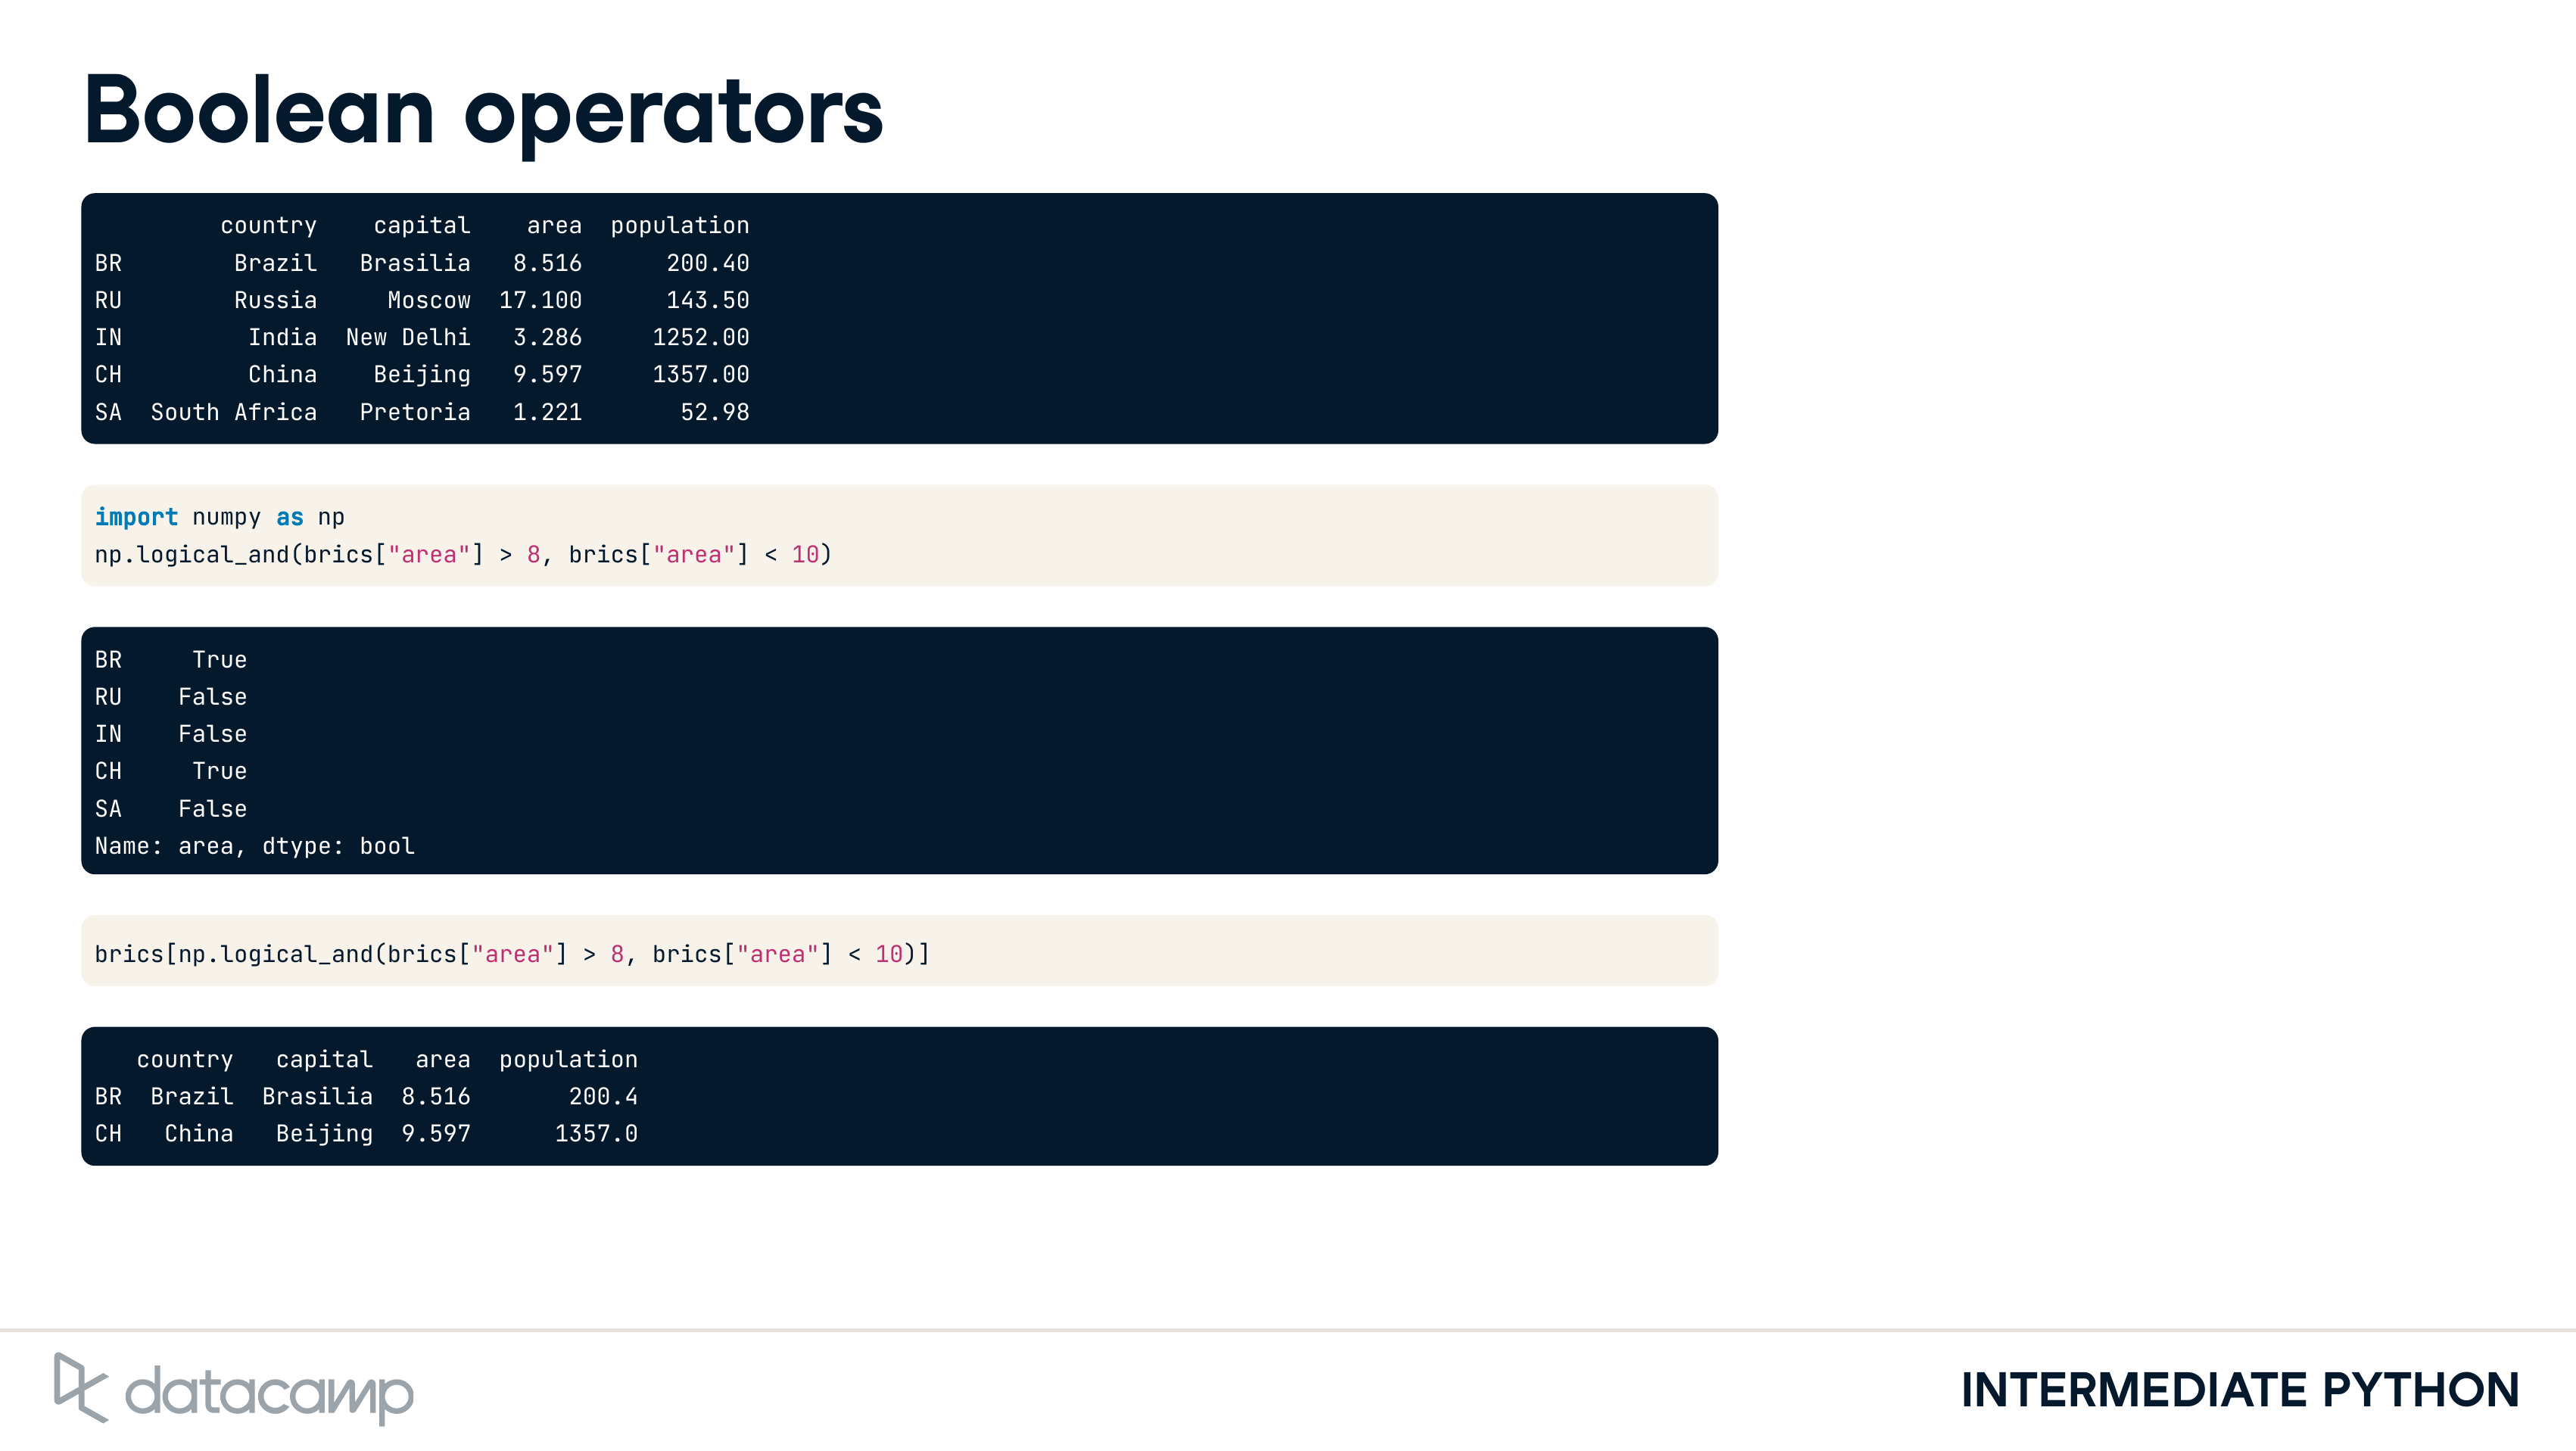 Boolean operators
country capital area population
BR Brazil Brasilia 8.516 200.40
RU Russia Moscow 17.100 143.50
IN India New Delhi 3.286 1252.00
CH China Beijing 9.597 1357.00
SA South Africa Pretoria 1.221 52.98
import numpy as np
np.logical_and(brics["area"] > 8, brics["area"] < 10)
BR True
RU False
IN False
CH True
SA False
Name: area, dtype: bool
brics[np.logical_and(brics["area"] > 8, brics["area"] < 10)]
country capital area population
BR Brazil Brasilia 8.516 200.4
CH China Beijing 9.597 1357.0
datacamp
INTERMEDIATE PYTHON